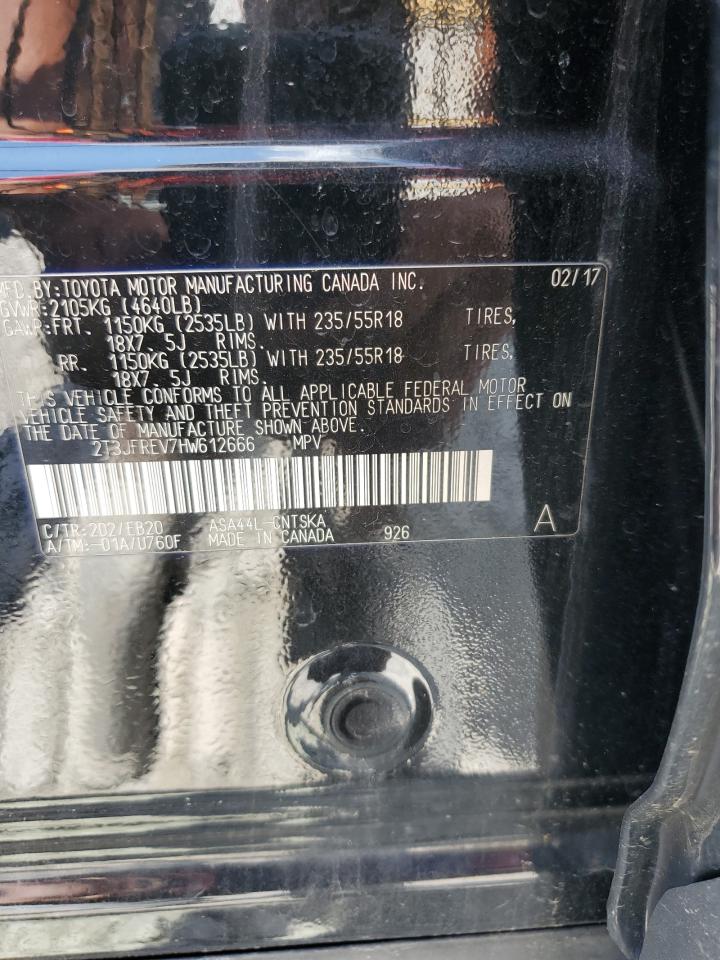 MFD.BY:TOYOTA MOTOR MANUFACTURING CANADA INC. 02/17
GVWR:2105KG (4640LB)
GAWR:FRT. 1150KG (2535LB) WITH 235/55R18 TIRES,
18X7.5J RIMS.
RR. 1150KG (2535LB) WITH 235/55R18 TIRES,
18X7.5J RIMS.
THIS VEHICLE CONFORMS TO ALL APPLICABLE FEDERAL MOTOR
VEHICLE SAFETY AND THEFT PREVENTION STANDARDS IN EFFECT ON
THE DATE OF MANUFACTURE SHOWN ABOVE.
2T3JFREV7HW612666 MPV
C/TR:202/EB20 ASA44L-CNTSKA A
A/TM:-01A/U760F MADE IN CANADA 926